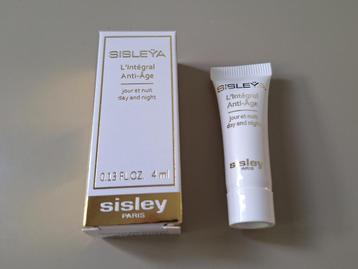 SISLEŸA
L'Intégral
Anti-Âge
jour et nuit
day and night
0.13 FL.OZ. 4 ml
sisley
PARIS
SISLEŸA
L'Intégral
Anti-Âge
jour et nuit
day and night
sisley
PARIS